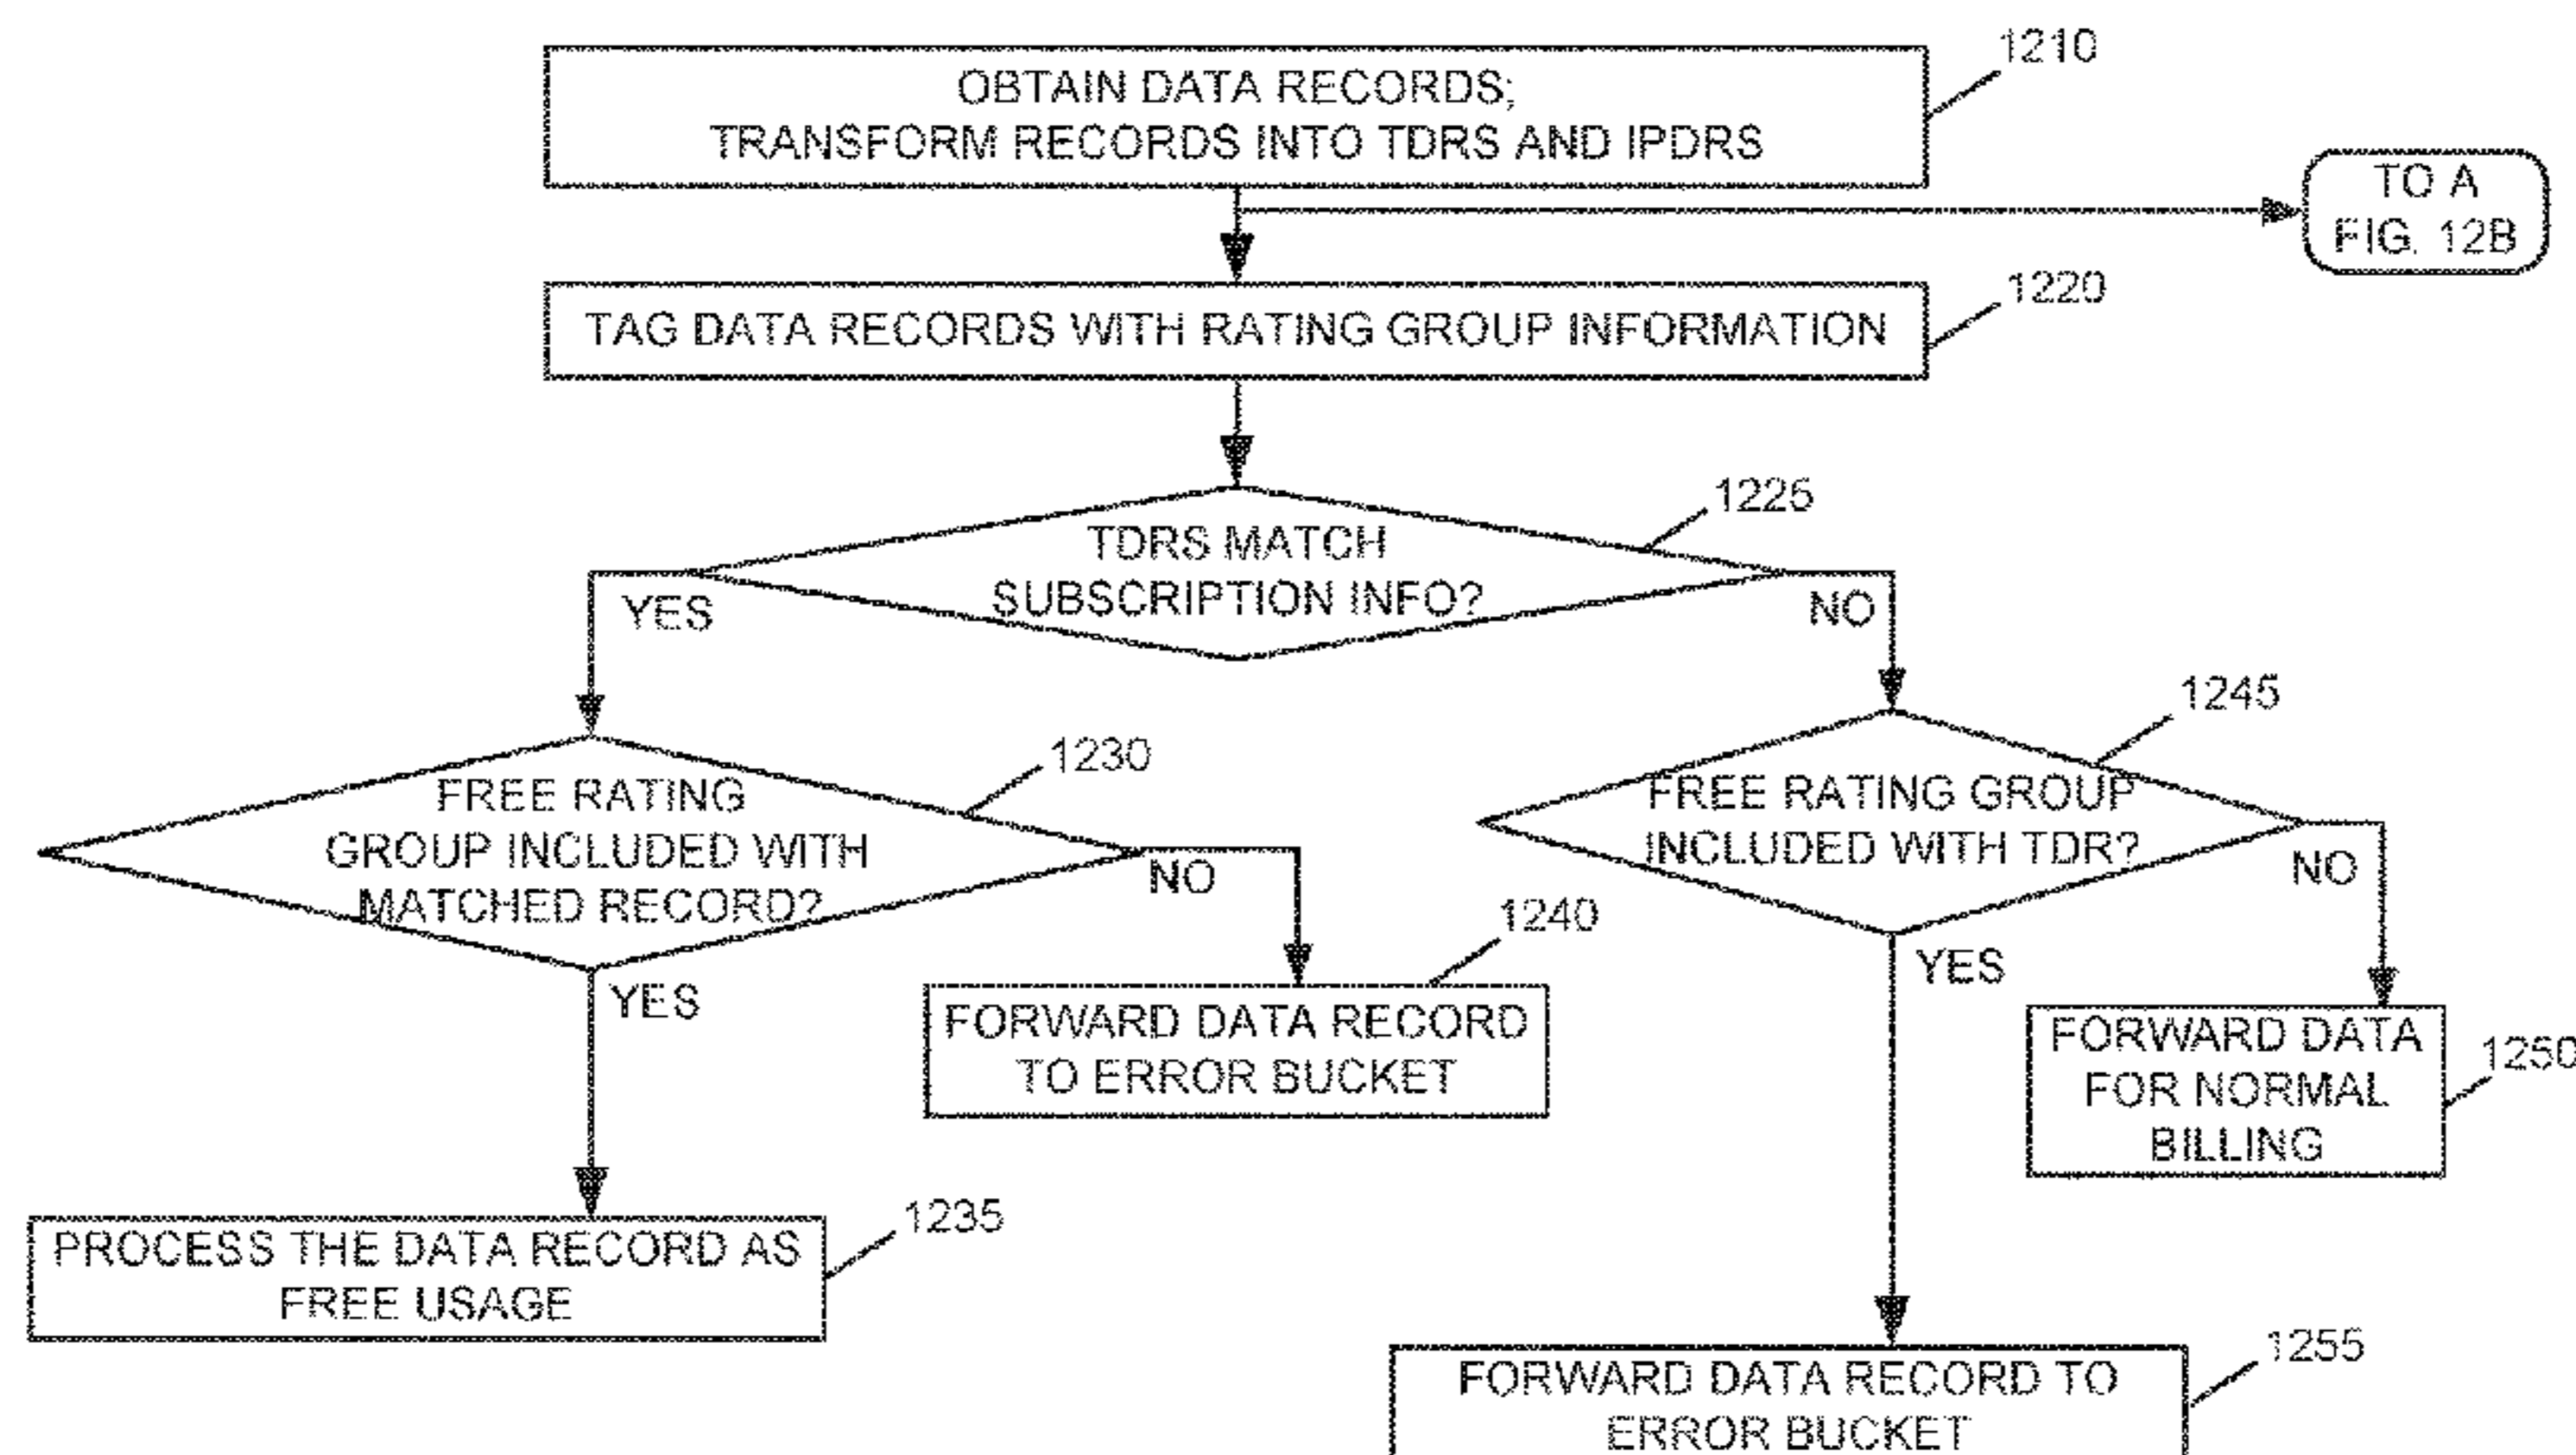 1210
OBTAIN DATA RECORDS;
TRANSFORM RECORDS INTO TDRS AND IPDRS
TO A
FIG. 12B
1220
TAG DATA RECORDS WITH RATING GROUP INFORMATION
1225
TDRS MATCH
SUBSCRIPTION INFO?
YES
NO
1230
FREE RATING
GROUP INCLUDED WITH
MATCHED RECORD?
1245
FREE RATING GROUP
INCLUDED WITH TDR?
NO
NO
YES
YES
1240
FORWARD DATA RECORD
TO ERROR BUCKET
1250
FORWARD DATA
FOR NORMAL
BILLING
1235
PROCESS THE DATA RECORD AS
FREE USAGE
1255
FORWARD DATA RECORD TO
ERROR BUCKET